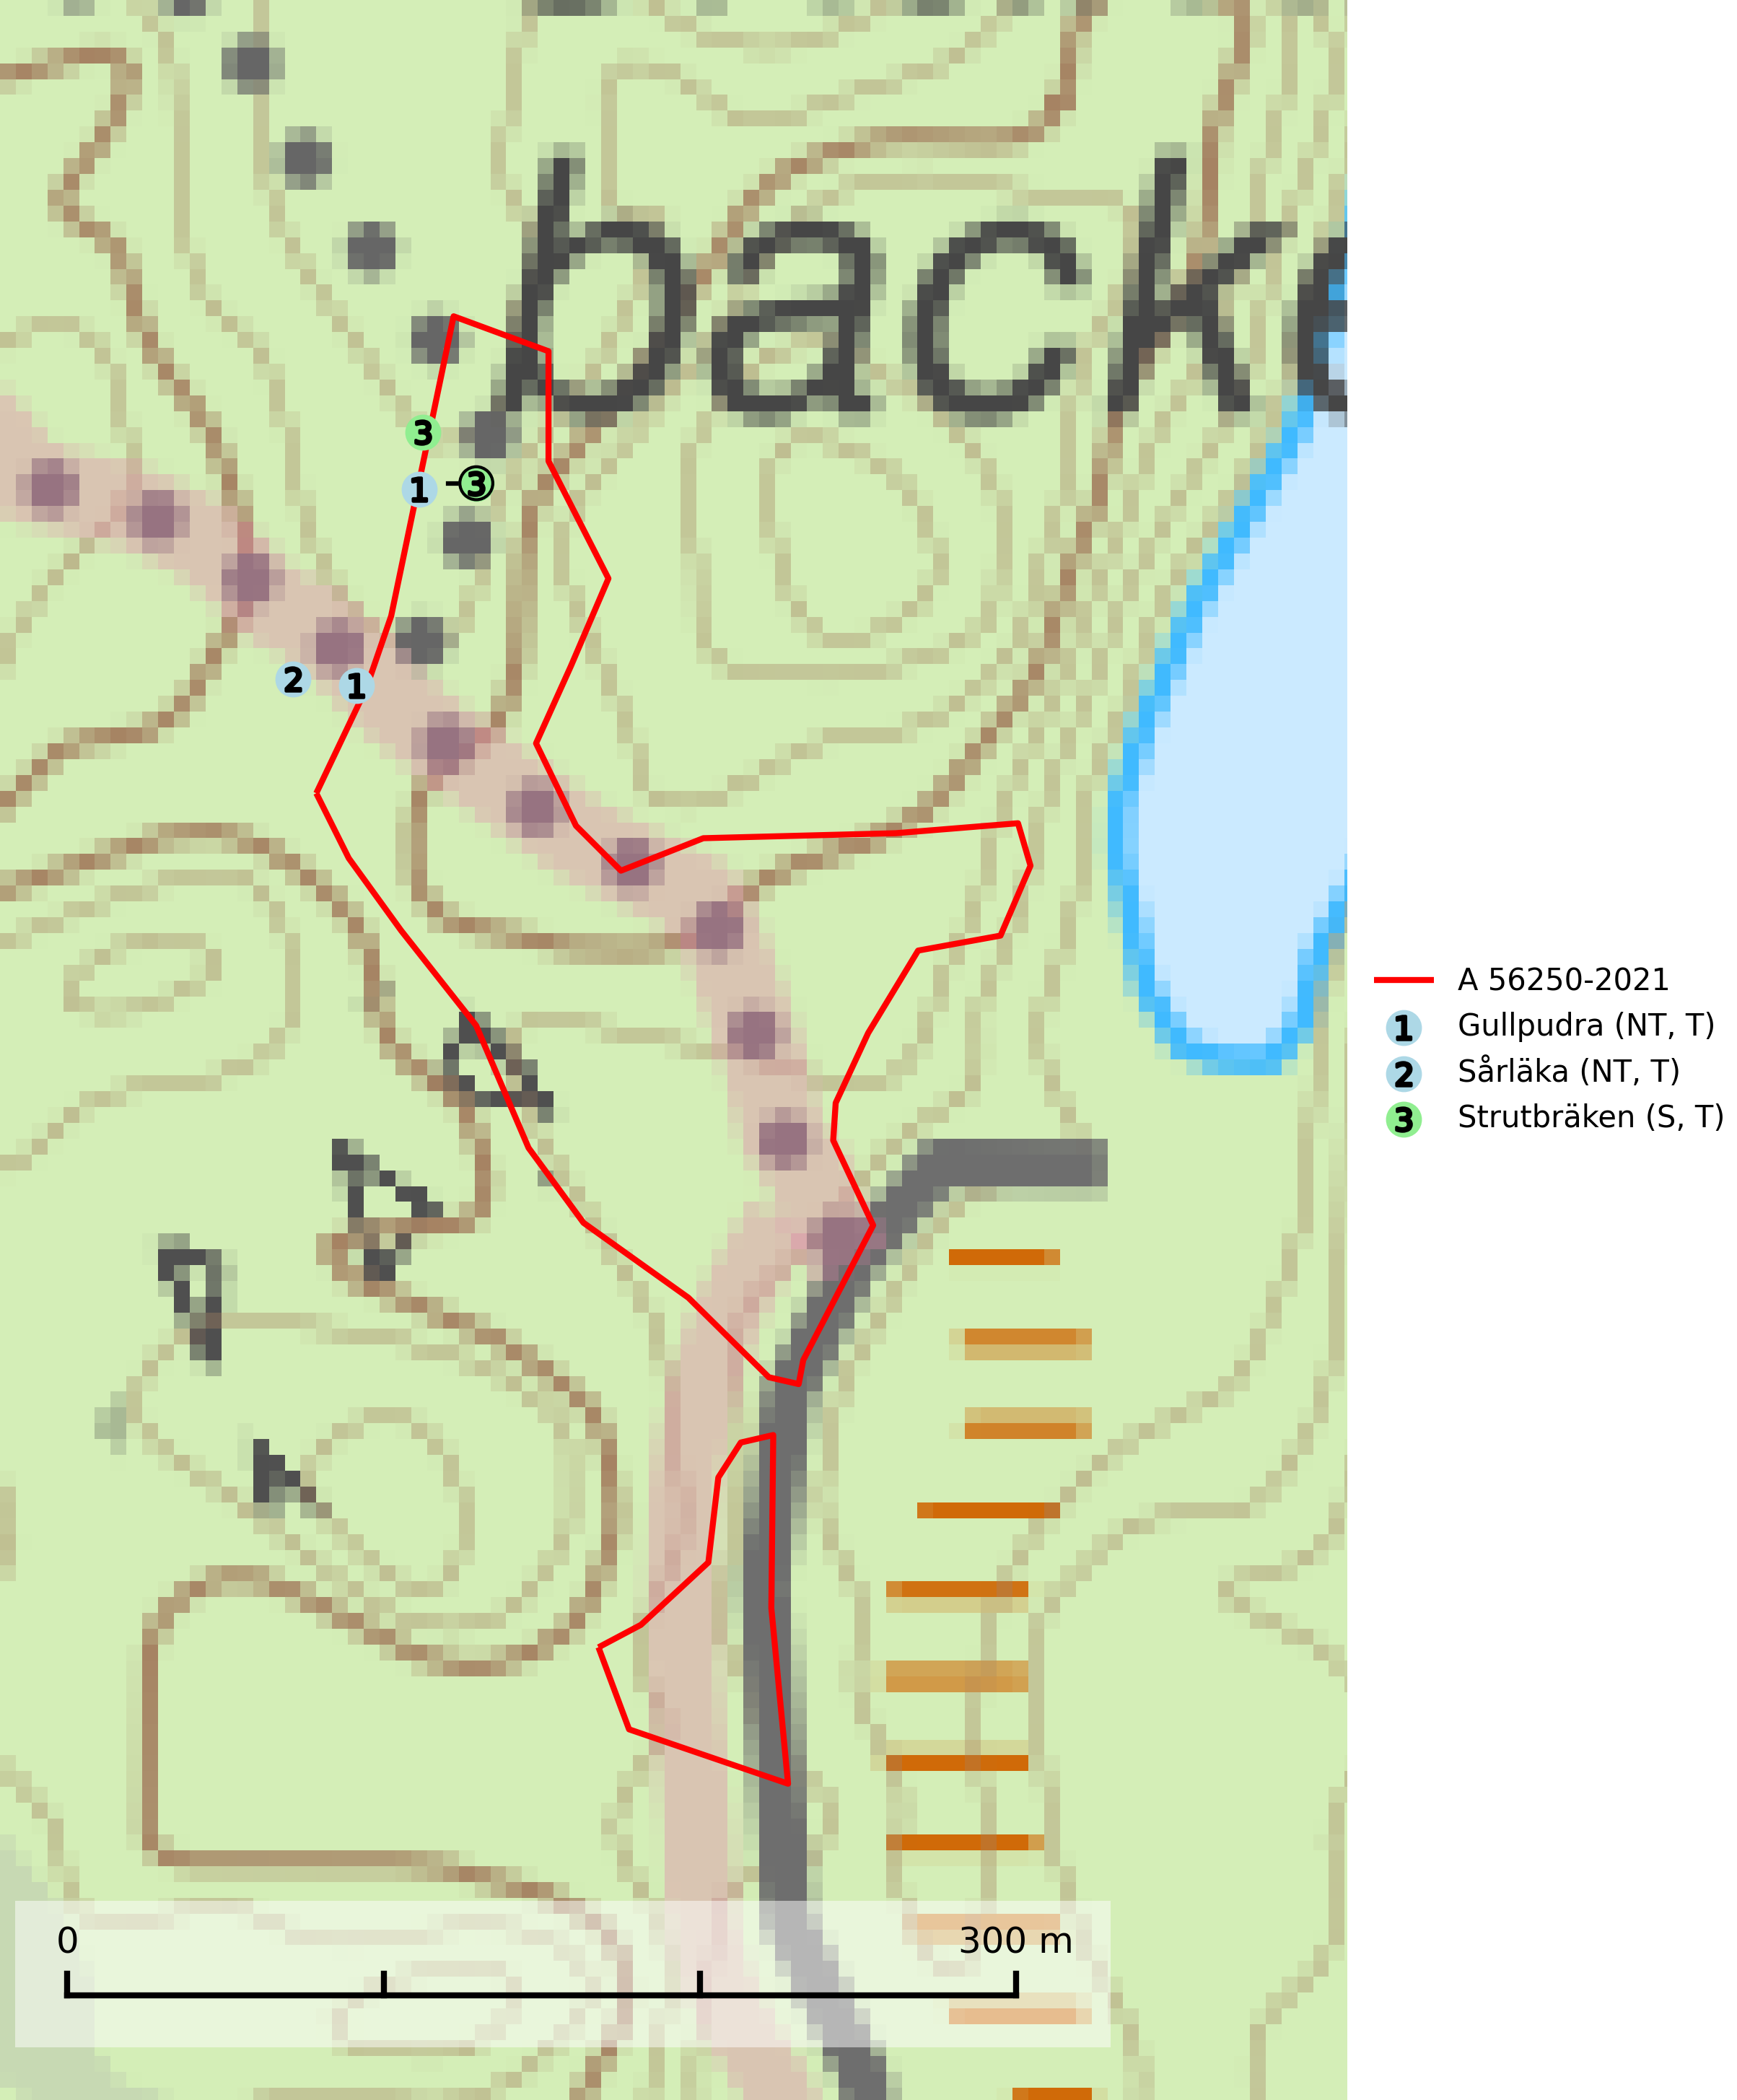 backe
3
1
3
2
1
A 56250-2021
1 Gullpudra (NT, T)
2 Sårläka (NT, T)
3 Strutbräken (S, T)
0 300 m